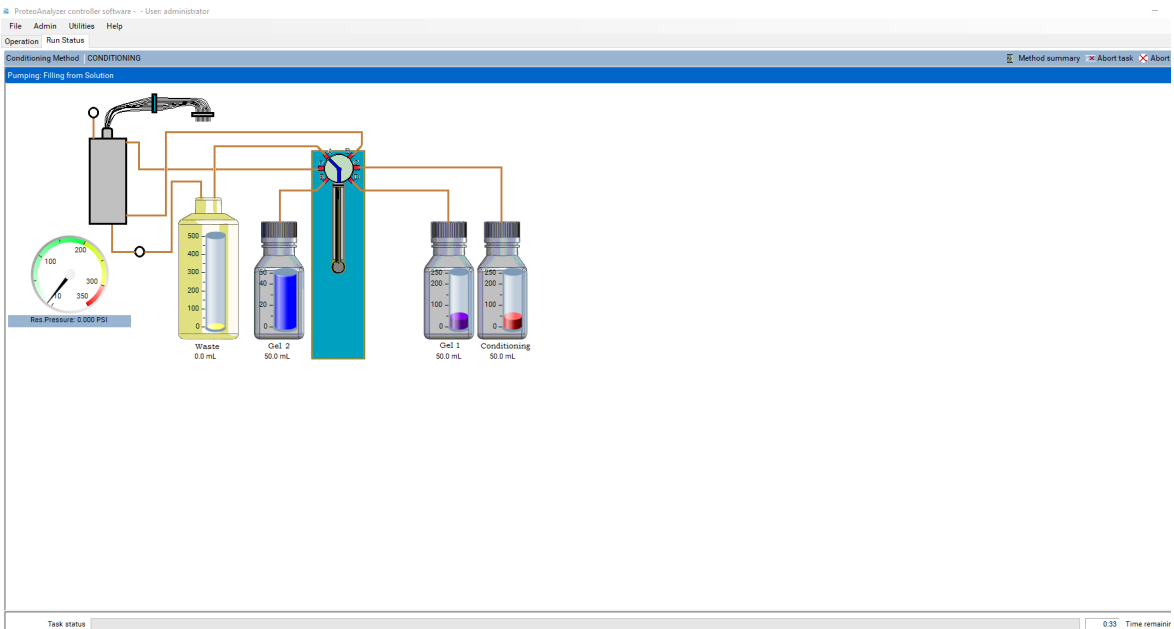 ProteoAnalyzer controller software - - User: administrator
File Admin Utilities Help
Operation Run Status
Conditioning Method CONDITIONING Method summary Abort task Abort
Pumping: Filling from Solution
100 200 300 350 10
Res.Pressure: 0.000 PSI
500
400
300
200
100
0
Waste
0.0 mL
50
40
20
0
Gel 2
50.0 mL
250
200
100
0
Gel 1
50.0 mL
250
200
100
0
Conditioning
50.0 mL
Task status 0:33 Time